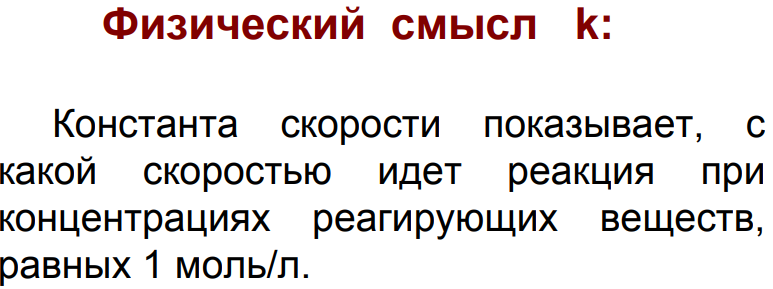 Физический смысл k:
Константа скорости показывает, с
какой скоростью идет реакция при
концентрациях реагирующих веществ,
равных 1 моль/л.